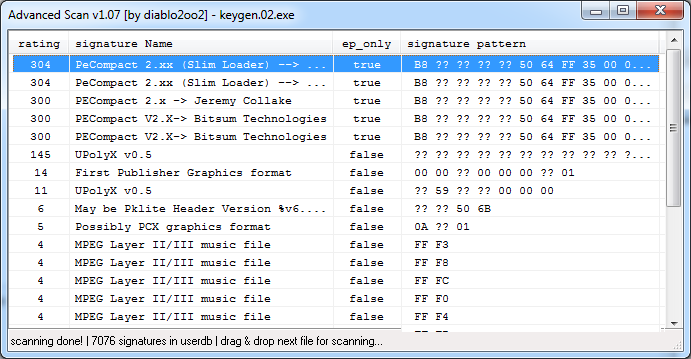 Advanced Scan v1.07 [by diablo2oo2] - keygen.02.exe
rating signature Name ep_only signature pattern
304 PeCompact 2.xx (Slim Loader) --> ... true B8 ?? ?? ?? ?? 50 64 FF 35 00 0...
304 PECompact 2.xx (Slim Loader) --> ... true B8 ?? ?? ?? ?? 50 64 FF 35 00 0...
300 PECompact 2.x -> Jeremy Collake true B8 ?? ?? ?? ?? 50 64 FF 35 00 0...
300 PECompact V2.X-> Bitsum Technologies true B8 ?? ?? ?? ?? 50 64 FF 35 00 0...
300 PECompact V2.X-> Bitsum Technologies true B8 ?? ?? ?? ?? 50 64 FF 35 00 0...
145 UPolyX v0.5 false ?? ?? ?? ?? ?? ?? ?? ?? ?? ?? ?...
14 First Publisher Graphics format false 00 00 ?? 00 00 00 ?? 01
11 UPolyX v0.5 false ?? 59 ?? ?? 00 00 00
6 May be Pklite Header Version %v6.... false ?? ?? 50 6B
5 Possibly PCX graphics format false 0A ?? 01
4 MPEG Layer II/III music file false FF F3
4 MPEG Layer II/III music file false FF F8
4 MPEG Layer II/III music file false FF FC
4 MPEG Layer II/III music file false FF F0
4 MPEG Layer II/III music file false FF F4
scanning done! | 7076 signatures in userdb | drag & drop next file for scanning...